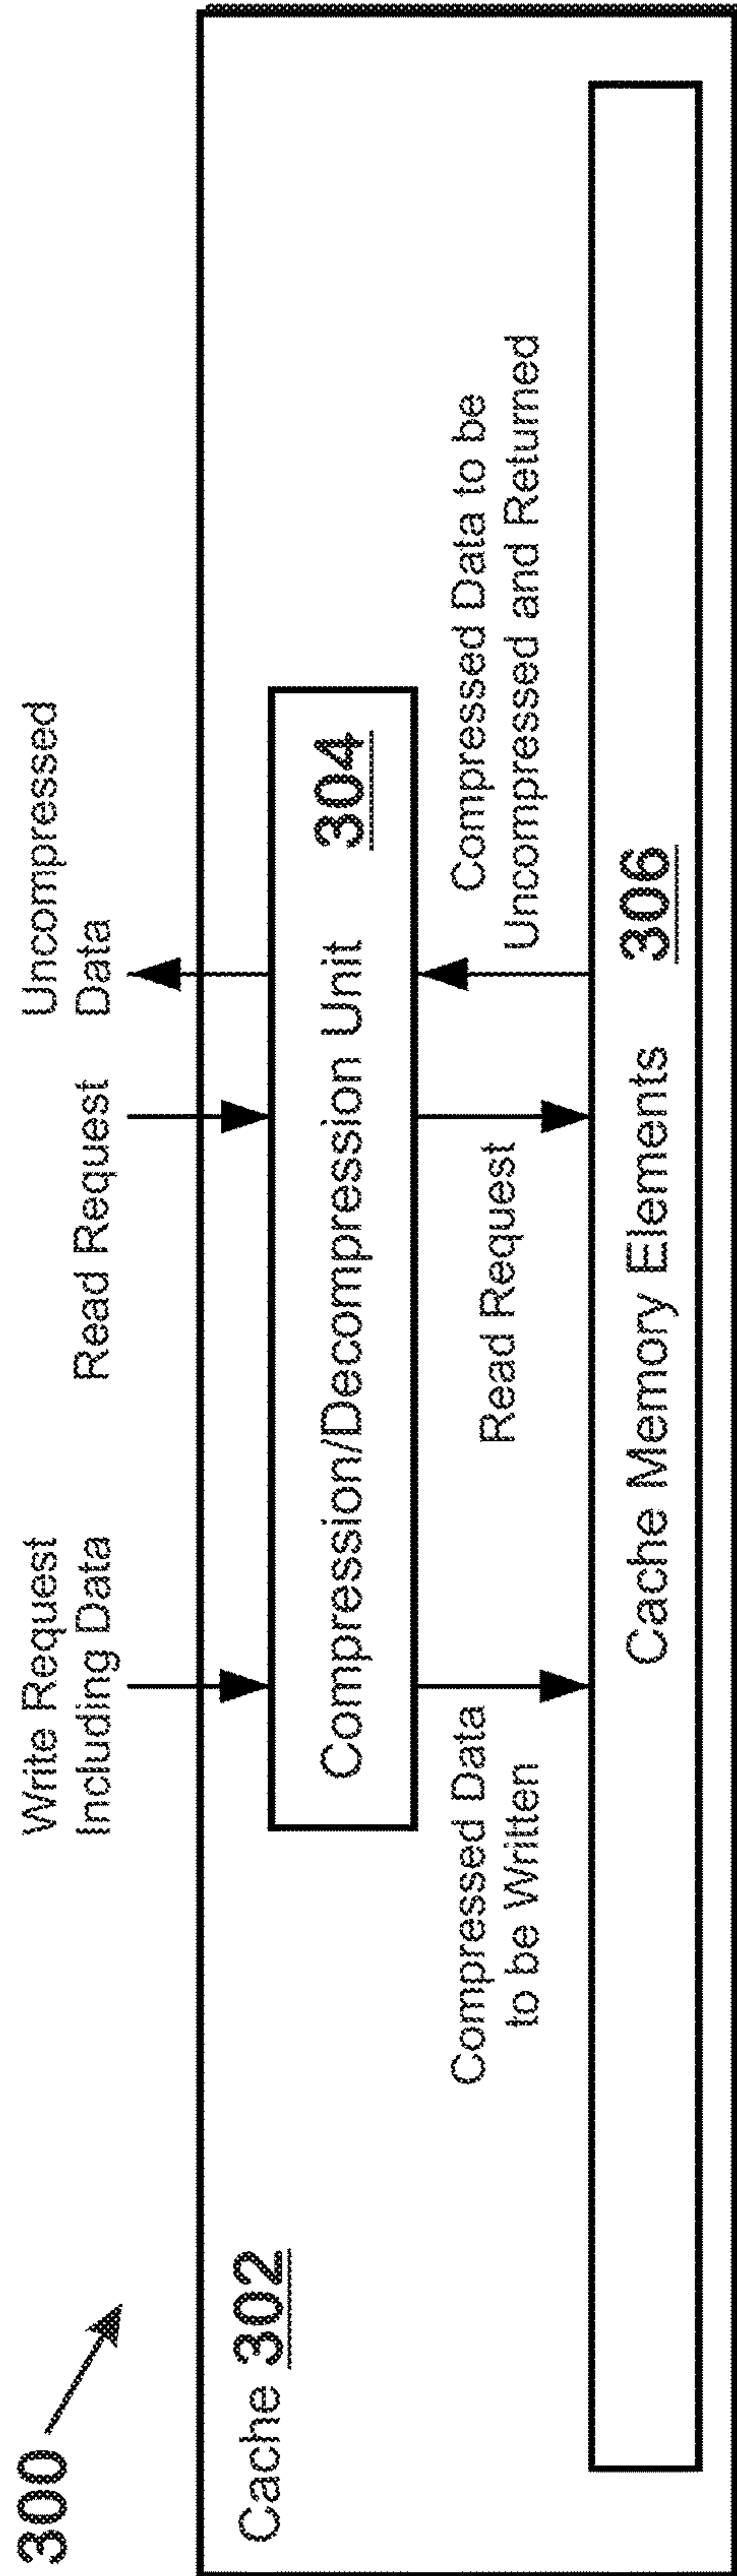 300
Write Request
Including Data
Read Request
Uncompressed
Data
Cache 302
Compression/Decompression Unit 304
Compressed Data
to be Written
Read Request
Compressed Data to be
Uncompressed and Returned
Cache Memory Elements 306